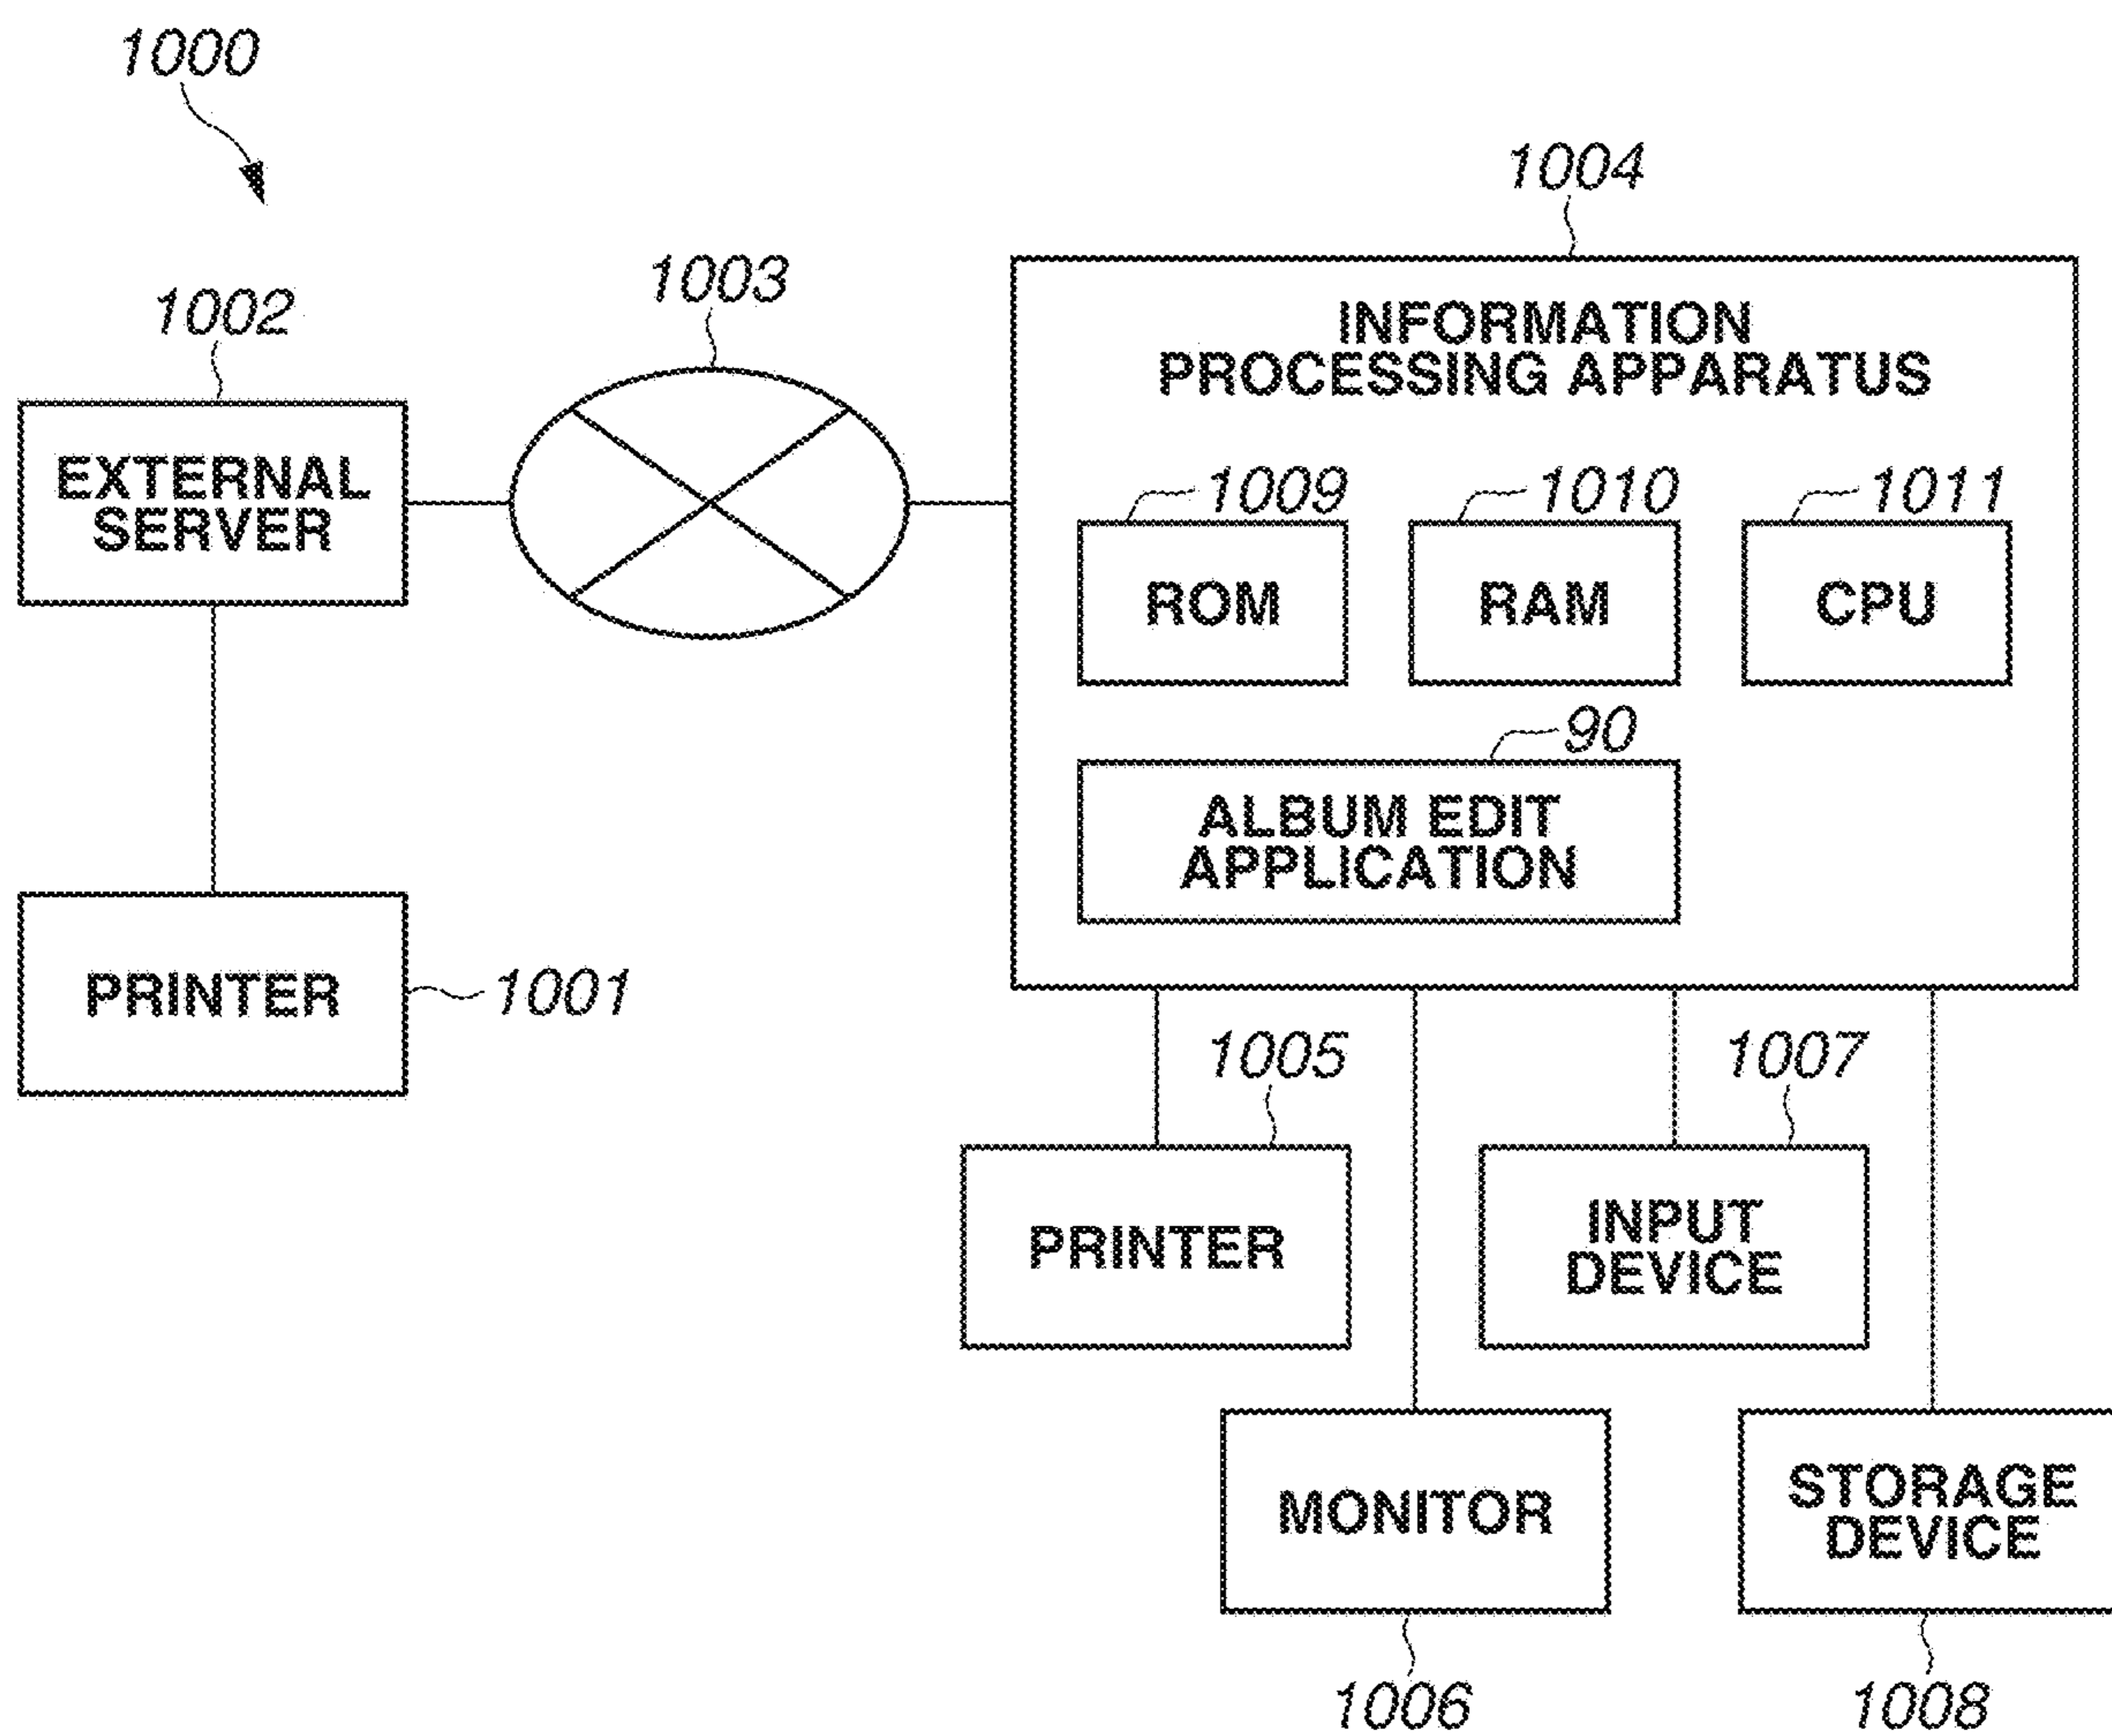 1000
1004
1003
1002
INFORMATION
PROCESSING APPARATUS
EXTERNAL
SERVER
1009
1010
1011
ROM
RAM
CPU
90
ALBUM EDIT
APPLICATION
PRINTER
1001
1005
1007
PRINTER
INPUT
DEVICE
MONITOR
STORAGE
DEVICE
1006
1008